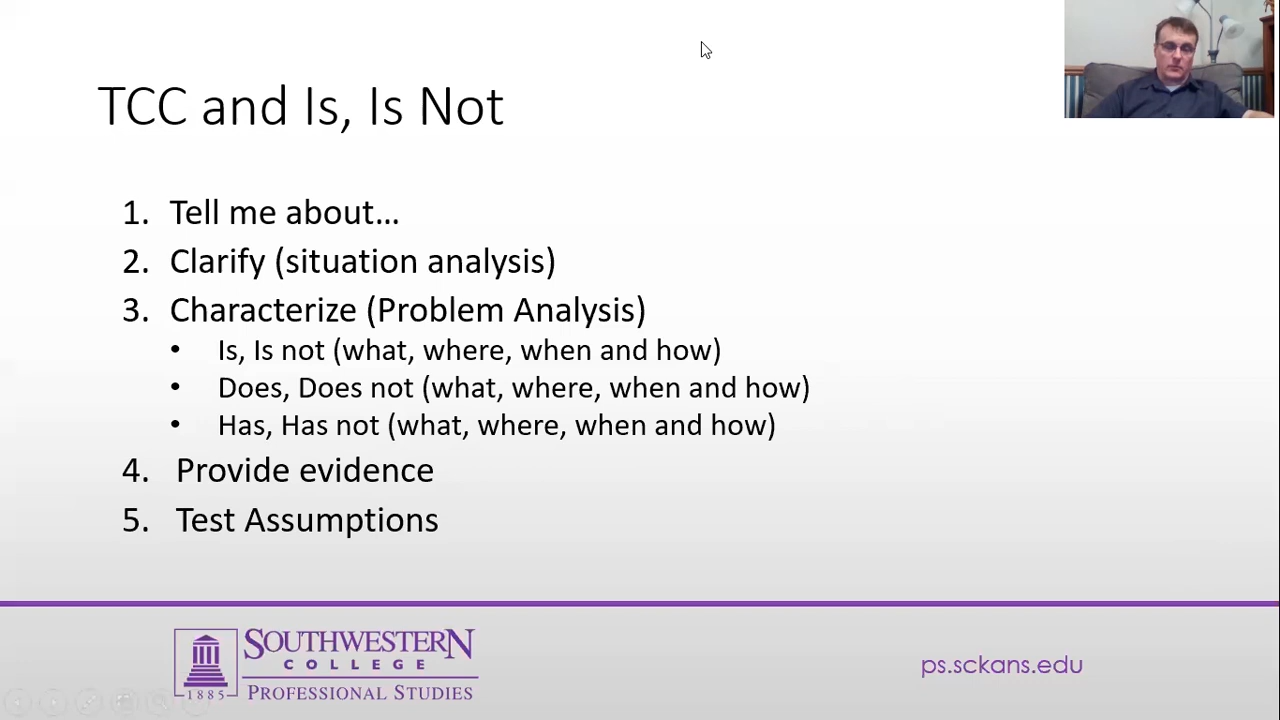 TCC and Is, Is Not
1. Tell me about...
2. Clarify (situation analysis)
3. Characterize (Problem Analysis)
• Is, Is not (what, where, when and how)
• Does, Does not (what, where, when and how)
• Has, Has not (what, where, when and how)
4. Provide evidence
5. Test Assumptions
SOUTHWESTERN
COLLEGE
1885
PROFESSIONAL STUDIES
ps.sckans.edu